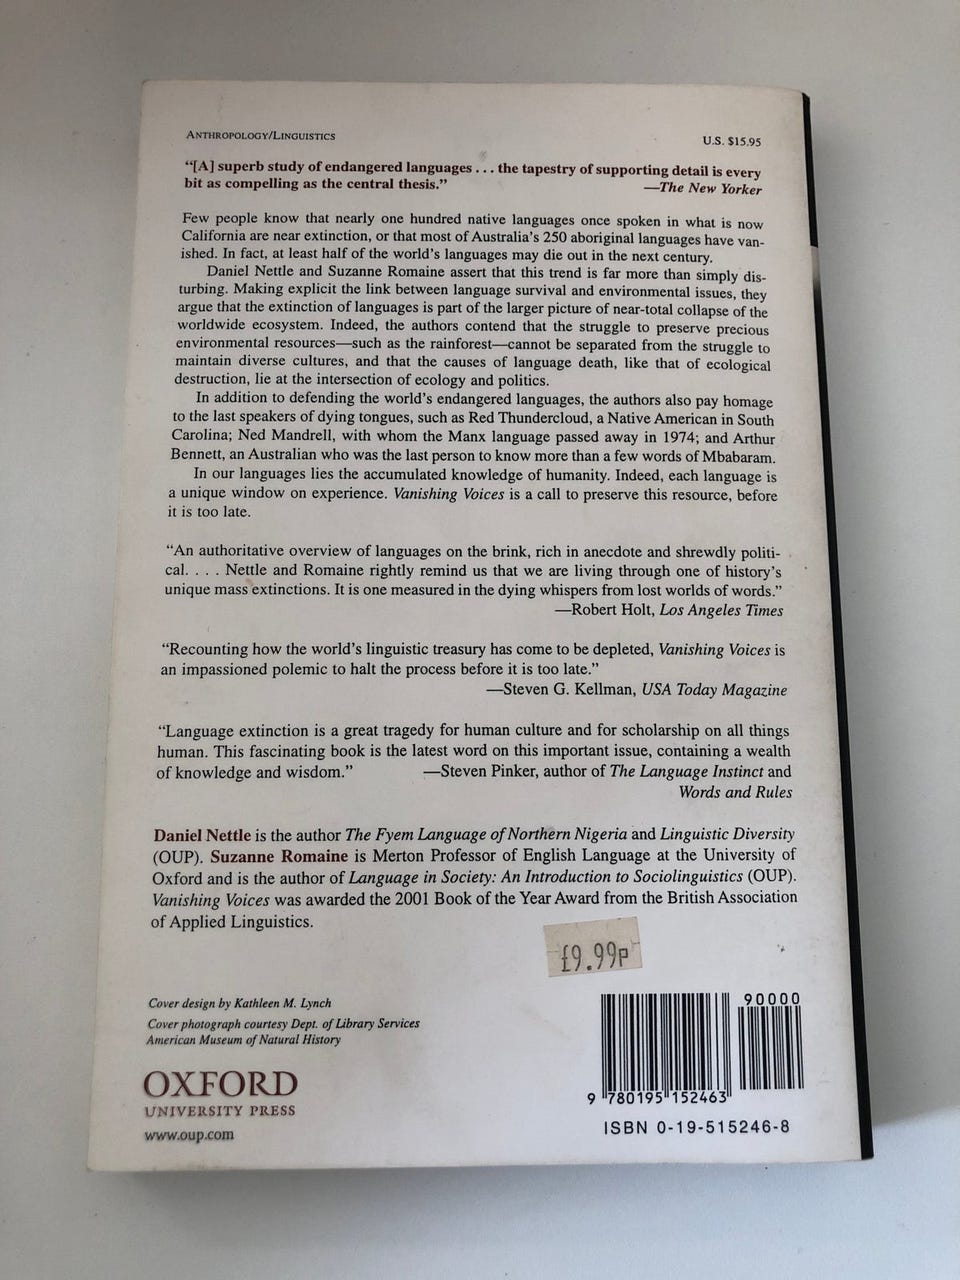 ANTHROPOLOGY/LINGUISTICS
U.S. $15.95
“[A] superb study of endangered languages . . . the tapestry of supporting detail is every
bit as compelling as the central thesis.” —The New Yorker
Few people know that nearly one hundred native languages once spoken in what is now
California are near extinction, or that most of Australia’s 250 aboriginal languages have van-
ished. In fact, at least half of the world’s languages may die out in the next century.
Daniel Nettle and Suzanne Romaine assert that this trend is far more than simply dis-
turbing. Making explicit the link between language survival and environmental issues, they
argue that the extinction of languages is part of the larger picture of near-total collapse of the
worldwide ecosystem. Indeed, the authors contend that the struggle to preserve precious
environmental resources—such as the rainforest—cannot be separated from the struggle to
maintain diverse cultures, and that the causes of language death, like that of ecological
destruction, lie at the intersection of ecology and politics.
In addition to defending the world’s endangered languages, the authors also pay homage
to the last speakers of dying tongues, such as Red Thundercloud, a Native American in South
Carolina; Ned Mandrell, with whom the Manx language passed away in 1974; and Arthur
Bennett, an Australian who was the last person to know more than a few words of Mbabaram.
In our languages lies the accumulated knowledge of humanity. Indeed, each language is
a unique window on experience. Vanishing Voices is a call to preserve this resource, before
it is too late.
“An authoritative overview of languages on the brink, rich in anecdote and shrewdly politi-
cal. . . . Nettle and Romaine rightly remind us that we are living through one of history’s
unique mass extinctions. It is one measured in the dying whispers from lost worlds of words.”
—Robert Holt, Los Angeles Times
“Recounting how the world’s linguistic treasury has come to be depleted, Vanishing Voices is
an impassioned polemic to halt the process before it is too late.”
—Steven G. Kellman, USA Today Magazine
“Language extinction is a great tragedy for human culture and for scholarship on all things
human. This fascinating book is the latest word on this important issue, containing a wealth
of knowledge and wisdom.” —Steven Pinker, author of The Language Instinct and
Words and Rules
Daniel Nettle is the author The Fyem Language of Northern Nigeria and Linguistic Diversity
(OUP). Suzanne Romaine is Merton Professor of English Language at the University of
Oxford and is the author of Language in Society: An Introduction to Sociolinguistics (OUP).
Vanishing Voices was awarded the 2001 Book of the Year Award from the British Association
of Applied Linguistics.
£9.99P
Cover design by Kathleen M. Lynch
Cover photograph courtesy Dept. of Library Services
American Museum of Natural History
OXFORD
UNIVERSITY PRESS
www.oup.com
90000
9 780195 152463
ISBN 0-19-515246-8